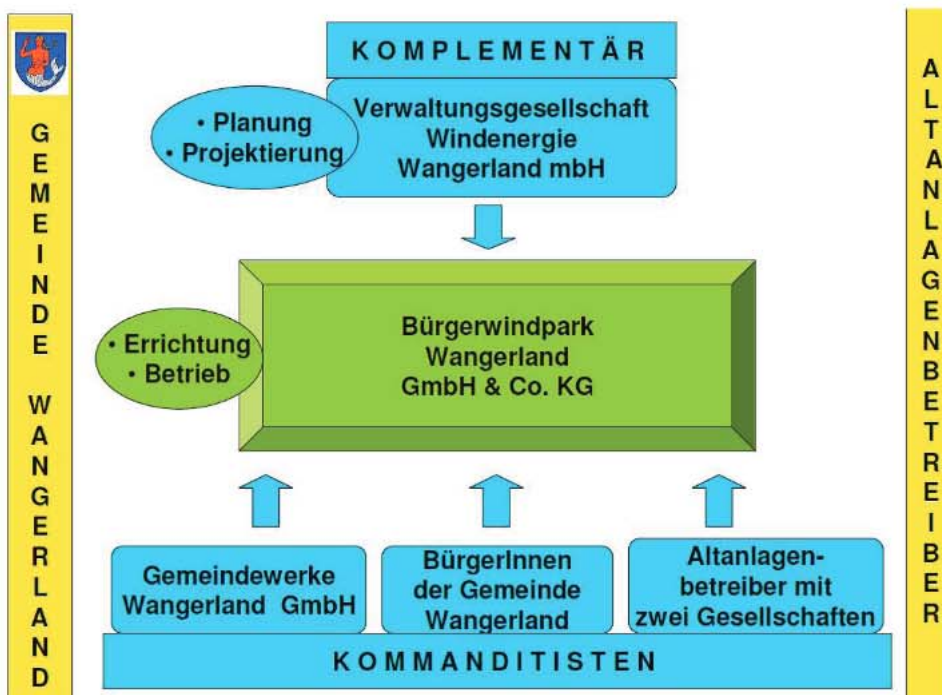 GEMEINDE WANGERLAND
KOMPLEMENTÄR
Verwaltungsgesellschaft
Windenergie
Wangerland mbH
• Planung
• Projektierung
Bürgerwindpark
Wangerland
GmbH & Co. KG
• Errichtung
• Betrieb
Gemeindewerke
Wangerland GmbH
BürgerInnen
der Gemeinde
Wangerland
Altanlagen-
betreiber mit
zwei Gesellschaften
KOMMANDITISTEN
ALTANLAGENBETREIBER